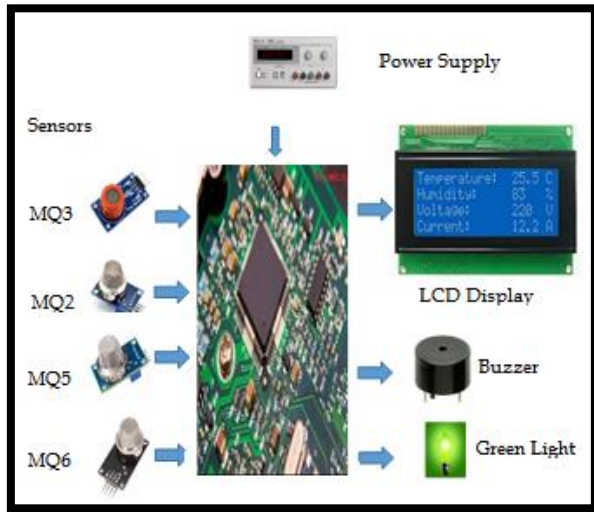 Power Supply
Sensors
MQ3
Temperature: 25.5 C
Humidity: 83 %
Voltage: 220 V
Current: 12.2 A
LCD Display
MQ2
MQ5
Buzzer
MQ6
Green Light